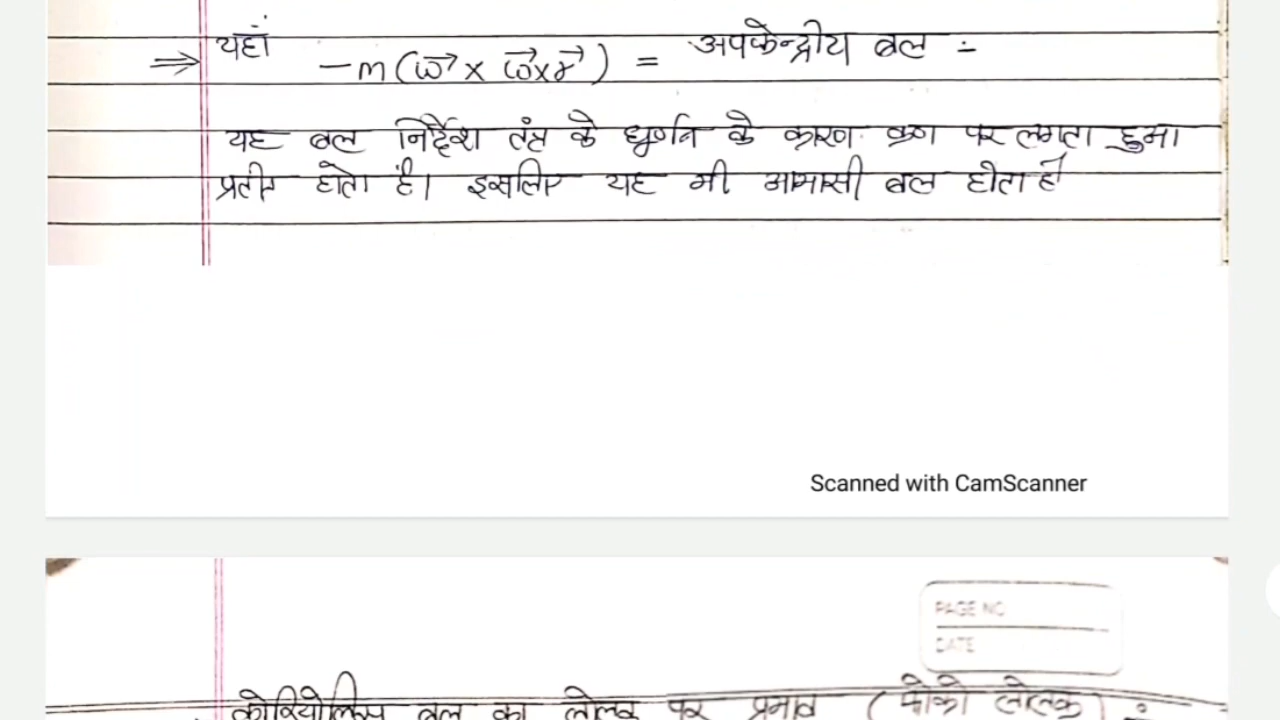 ⇒ यहाँ -m(ω⃗ x ω⃗xr⃗) = अपकेन्द्रीय बल :-
यह बल निर्देश तंत्र के घूर्णन के कारण कण पर लगता हुआ
प्रतीत होता है। इसलिए यह भी आभासी बल होता है
Scanned with CamScanner
PAGE NO
DATE
कोरियोलिस बल का लोलक पर प्रभाव (फोको लोलक) :